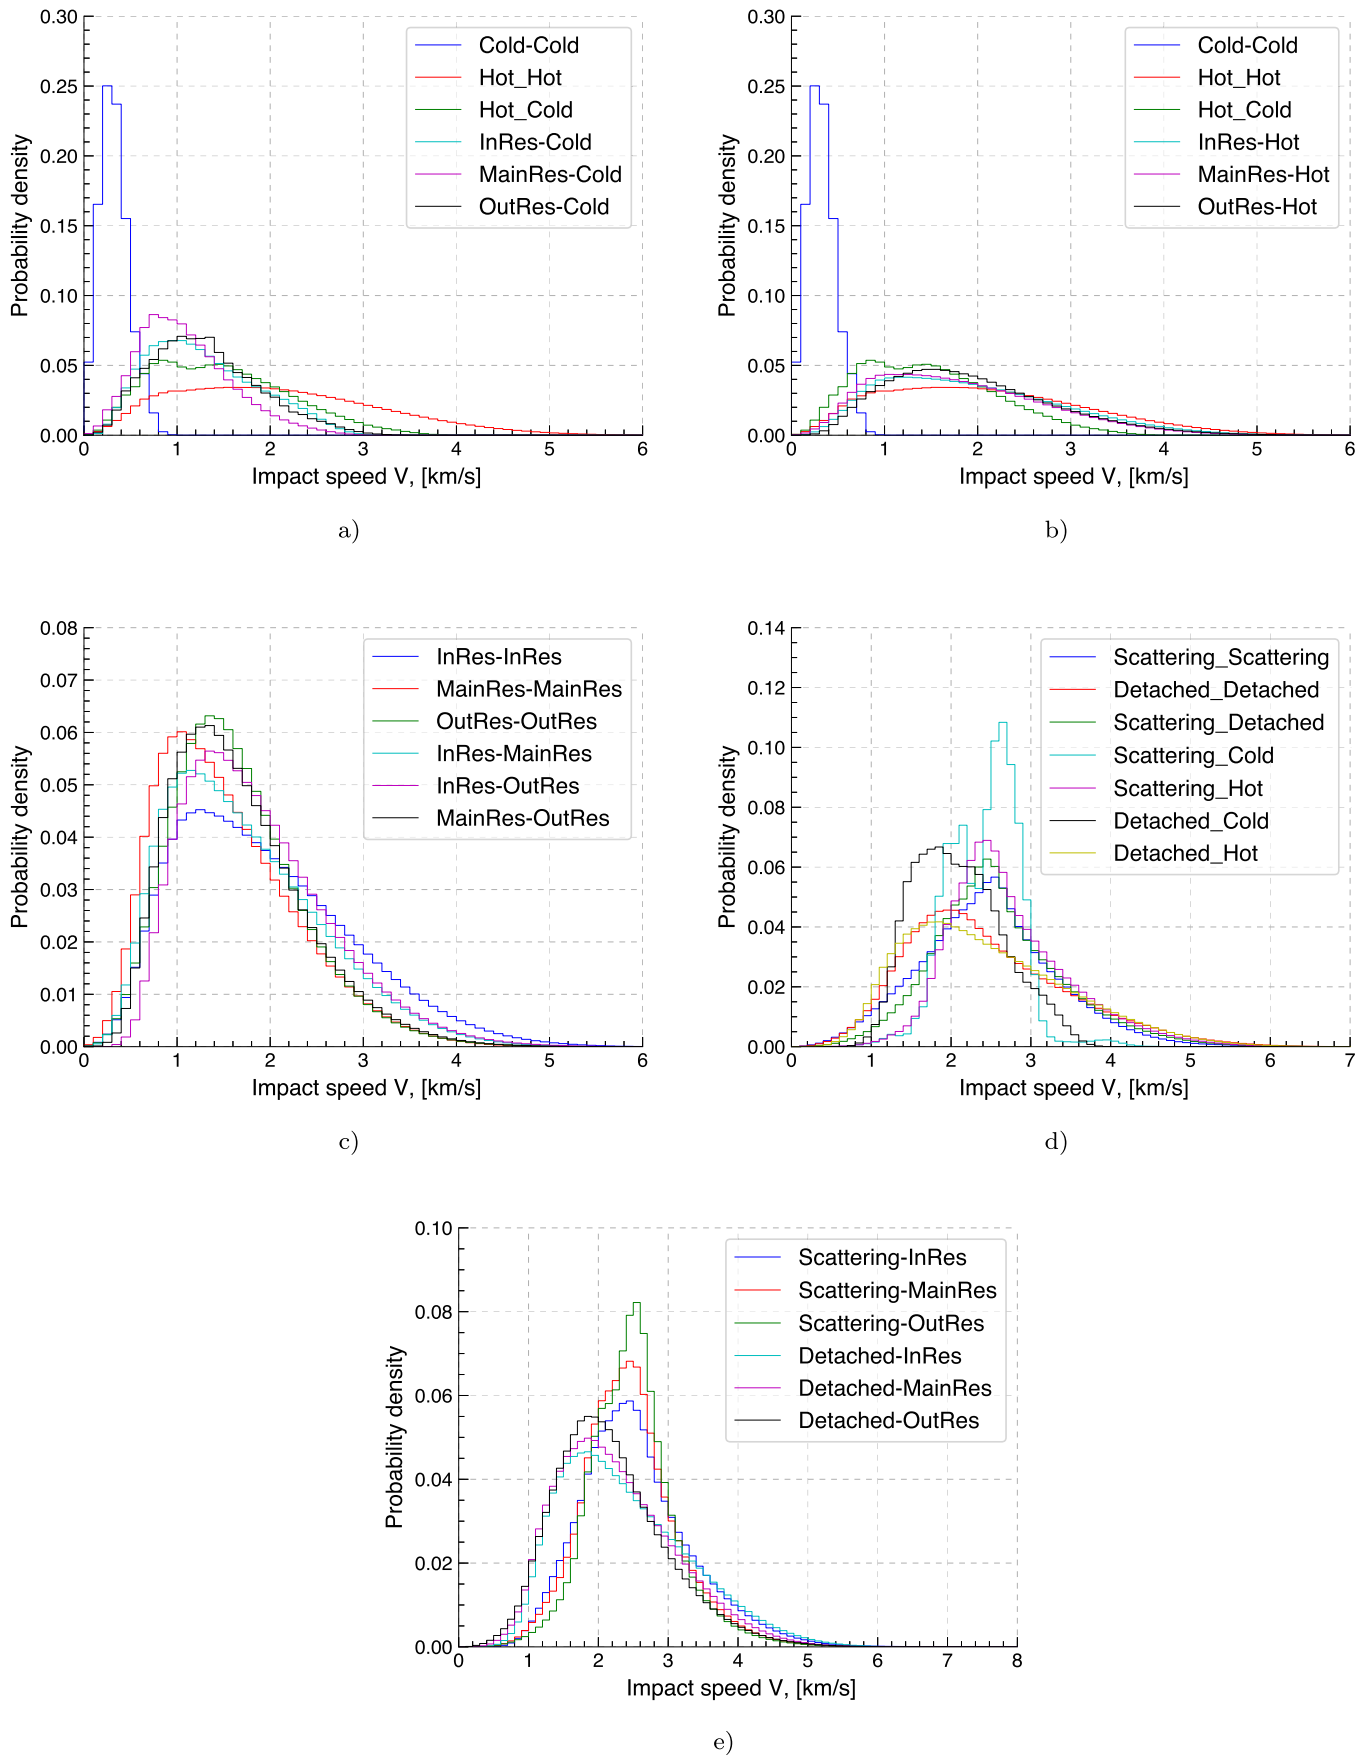 0.30
0.25
0.20
0.15
0.10
0.05
0.00
Probability density
Cold-Cold
Hot_Hot
Hot_Cold
InRes-Cold
MainRes-Cold
OutRes-Cold
0 1 2 3 4 5 6
Impact speed V, [km/s]
a)
0.30
0.25
0.20
0.15
0.10
0.05
0.00
Probability density
Cold-Cold
Hot_Hot
Hot_Cold
InRes-Hot
MainRes-Hot
OutRes-Hot
0 1 2 3 4 5 6
Impact speed V, [km/s]
b)
0.08
0.07
0.06
0.05
0.04
0.03
0.02
0.01
0.00
Probability density
InRes-InRes
MainRes-MainRes
OutRes-OutRes
InRes-MainRes
InRes-OutRes
MainRes-OutRes
0 1 2 3 4 5 6
Impact speed V, [km/s]
c)
0.14
0.12
0.10
0.08
0.06
0.04
0.02
0.00
Probability density
Scattering_Scattering
Detached_Detached
Scattering_Detached
Scattering_Cold
Scattering_Hot
Detached_Cold
Detached_Hot
0 1 2 3 4 5 6 7
Impact speed V, [km/s]
d)
0.10
0.08
0.06
0.04
0.02
0.00
Probability density
Scattering-InRes
Scattering-MainRes
Scattering-OutRes
Detached-InRes
Detached-MainRes
Detached-OutRes
0 1 2 3 4 5 6 7 8
Impact speed V, [km/s]
e)